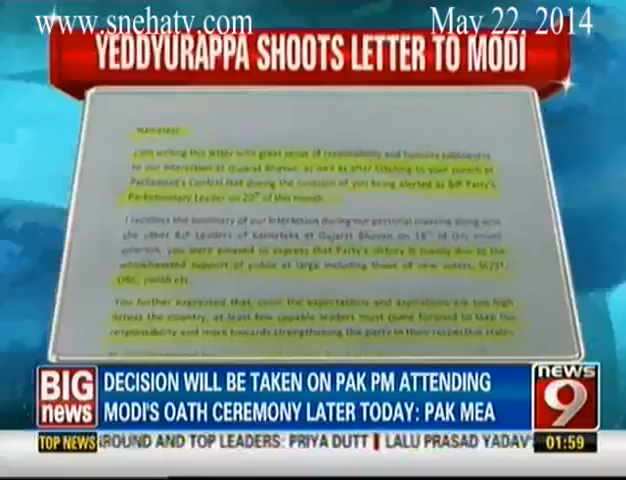 www.snehatv.com
May 22, 2014
YEDDYURAPPA SHOOTS LETTER TO MODI
Namaste!
I am writing this letter with great sense of responsibility and humility subsequent
to our interaction at Gujarat Bhavan, as well as after listening to your speech at
Parliament's Central Hall during the occasion of you being elected as BJP Party's
Parliamentary Leader on 20th of this month.
I recollect the summary of our interaction during our personal meeting along with
the other BJP Leaders of Karnataka at Gujarat Bhavan on 18th of this month
wherein, you were pleased to express that Party's victory is mainly due to the
wholehearted support of public at large including those of new voters, SC/ST,
OBC, youth etc.
You further expressed that, since the expectations and aspirations are too high
across the country, at least few capable leaders must come forward to take the
responsibility and move towards strengthening the party in their respective states
BIG news
DECISION WILL BE TAKEN ON PAK PM ATTENDING
MODI'S OATH CEREMONY LATER TODAY: PAK MEA
NEWS 9
TOP NEWS
ROUND AND TOP LEADERS: PRIYA DUTT LALU PRASAD YADAV'
01:59